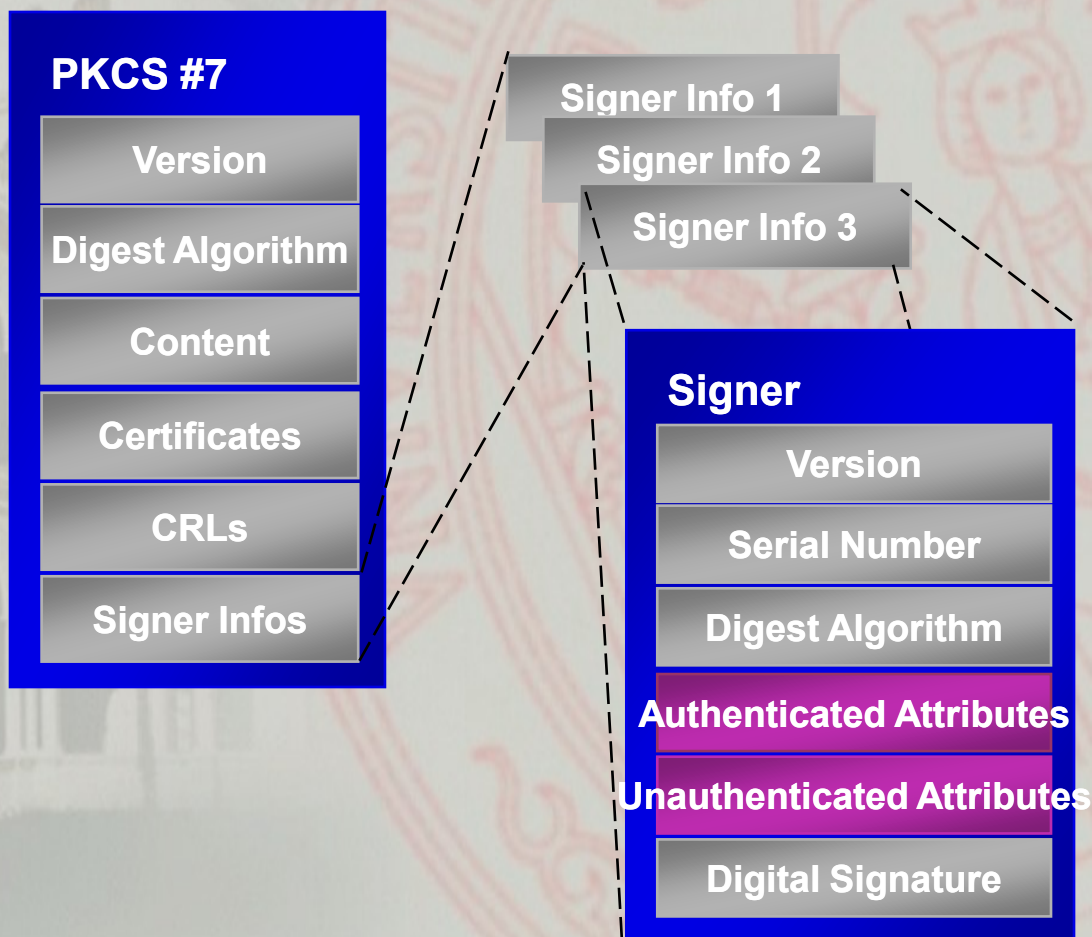 PKCS #7
Version
Digest Algorithm
Content
Certificates
CRLs
Signer Infos
Signer Info 1
Signer Info 2
Signer Info 3
Signer
Version
Serial Number
Digest Algorithm
Authenticated Attributes
Unauthenticated Attributes
Digital Signature